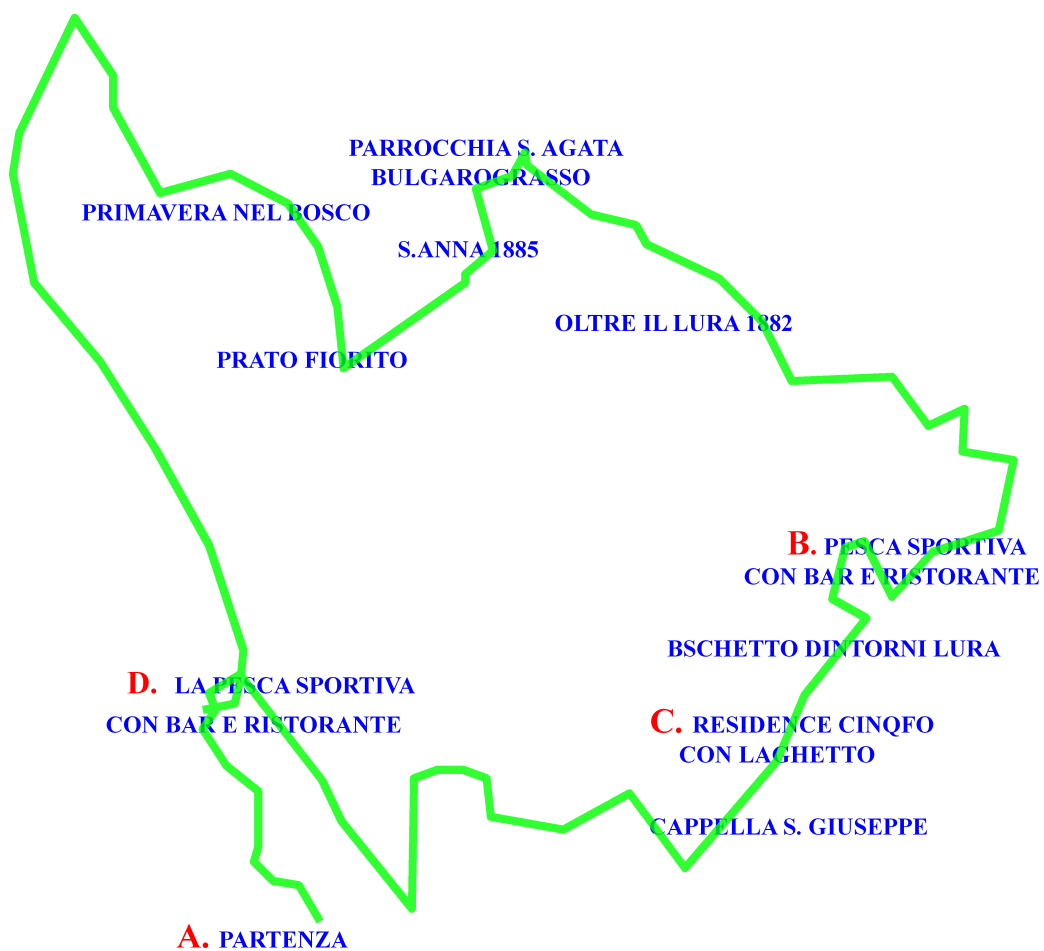 PARROCCHIA S. AGATA
BULGAROGRASSO
PRIMAVERA NEL BOSCO
S.ANNA 1885
OLTRE IL LURA 1882
PRATO FIORITO
B. PESCA SPORTIVA
CON BAR E RISTORANTE
BSCHETTO DINTORNI LURA
D. LA PESCA SPORTIVA
CON BAR E RISTORANTE
C. RESIDENCE CINQFO
CON LAGHETTO
CAPPELLA S. GIUSEPPE
A. PARTENZA